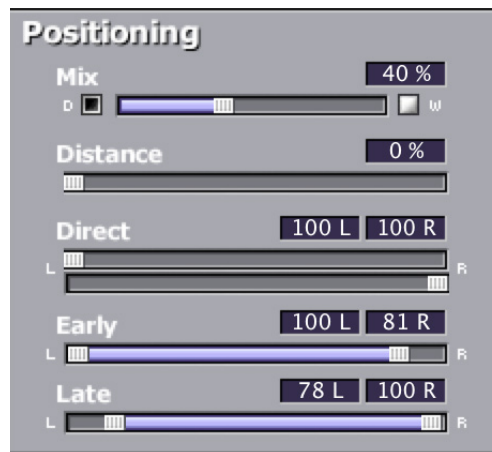 Positioning
Mix 40 %
D W
Distance 0 %
Direct 100 L 100 R
L R
Early 100 L 81 R
L R
Late 78 L 100 R
L R